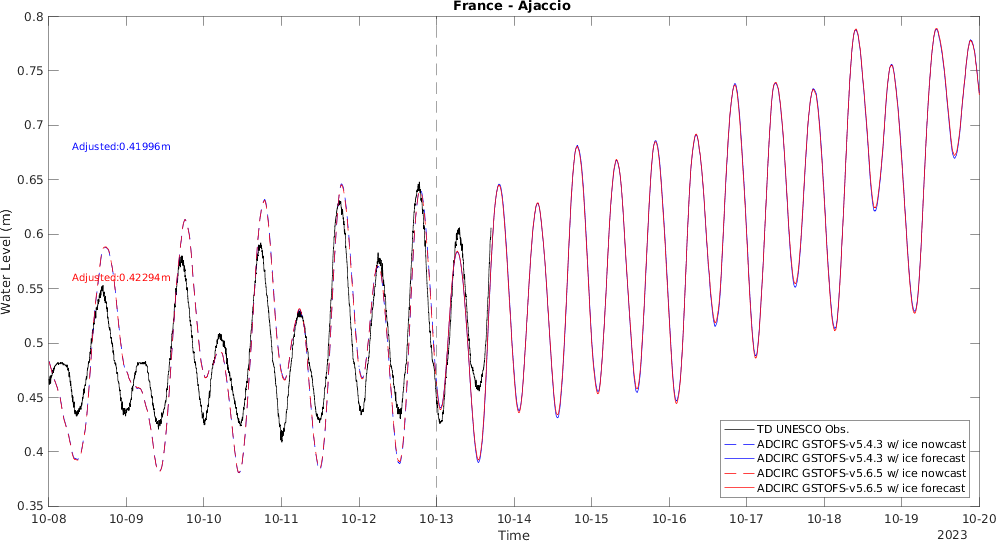 France - Ajaccio
0.8
0.75
0.7
0.65
0.6
0.55
0.5
0.45
0.4
0.35
Water Level (m)
Adjusted:0.41996m
Adjusted:0.42294m
TD UNESCO Obs.
ADCIRC GSTOFS-v5.4.3 w/ ice nowcast
ADCIRC GSTOFS-v5.4.3 w/ ice forecast
ADCIRC GSTOFS-v5.6.5 w/ ice nowcast
ADCIRC GSTOFS-v5.6.5 w/ ice forecast
10-08 10-09 10-10 10-11 10-12 10-13 10-14 10-15 10-16 10-17 10-18 10-19 10-20
Time
2023